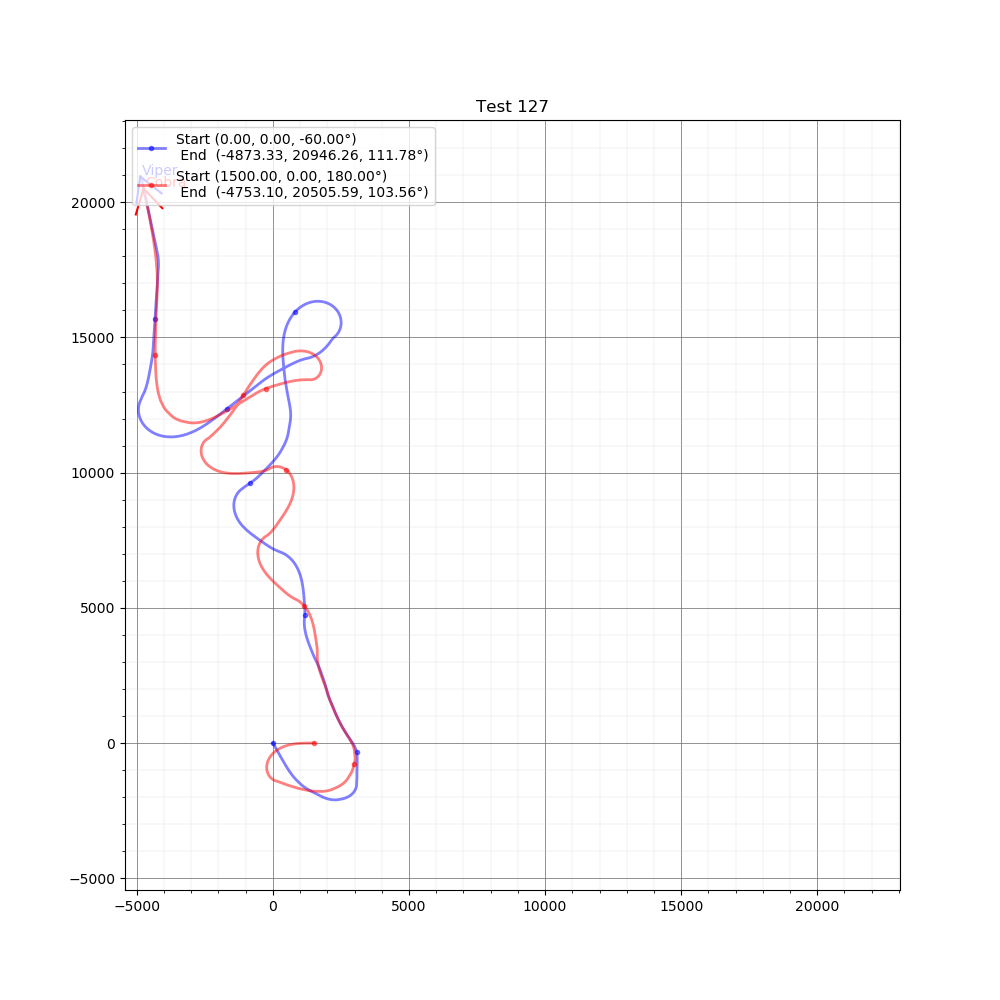 Test 127
Start (0.00, 0.00, -60.00°)
End (-4873.33, 20946.26, 111.78°)
Start (1500.00, 0.00, 180.00°)
End (-4753.10, 20505.59, 103.56°)
Viper
Cobra
20000
15000
10000
5000
0
−5000
−5000
0
5000
10000
15000
20000